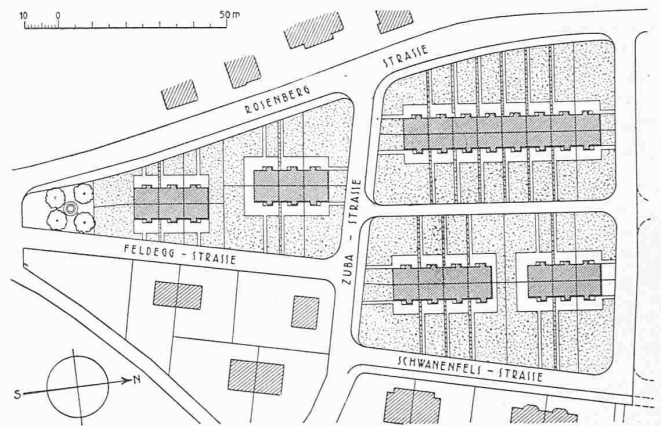 10 0 50 m
ROSENBERG STRASSE
ZUBA - STRASSE
FELDEGG - STRASSE
SCHWANENFELS - STRASSE
S N